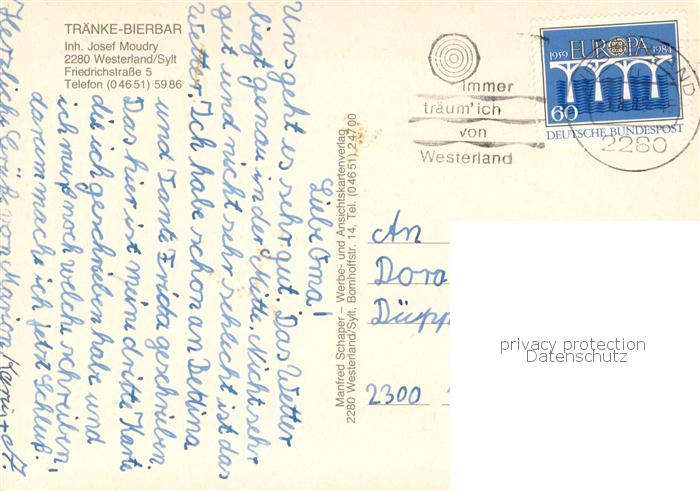 TRÄNKE-BIERBAR
Inh. Josef Moudry
2280 Westerland/Sylt
Friedrichstraße 5
Telefon (04651) 5986
Liebe Oma!
Uns geht es sehr gut. Das Wetter
liegt genau in der Mitte. Nicht sehr
gut und nicht sehr schlecht ist das
Wetter. Ich habe schon an Bettina
und Tante Frieda geschrieben.
Das hier ist meine dritte Karte
die ich geschrieben habe und
ich muß noch welche schreiben,
darum mache ich jetzt Schluß.
Herzliche Grüße von Marion
Manfred Schaper – Werbe- und Ansichtskartenverlag
2280 Westerland/Sylt, Bomhoffstr. 14, Tel. (04651) 24700
immer
träum' ich
von
Westerland
1959 EUROPA 1984
60
DEUTSCHE BUNDESPOST
2280
An
Dora
Düpp
2300
privacy protection
Datenschutz